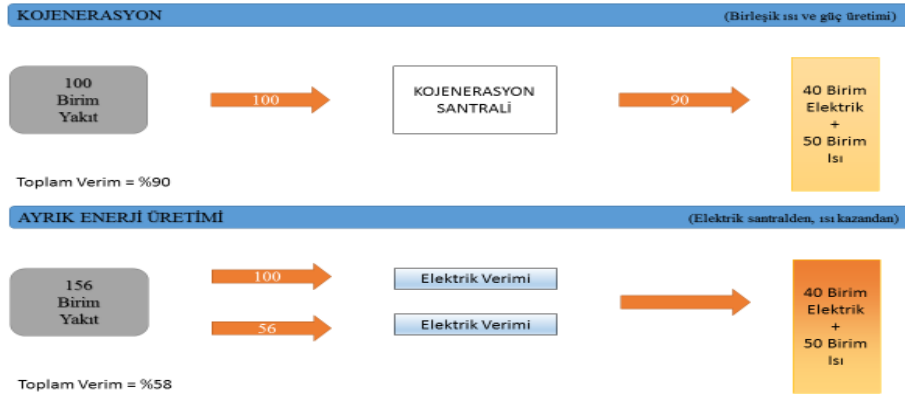 KOJENERASYON (Birleşik ısı ve güç üretimi)
100
Birim
Yakıt
100
KOJENERASYON
SANTRALİ
90
40 Birim
Elektrik
+
50 Birim
Isı
Toplam Verim = %90
AYRIK ENERJİ ÜRETİMİ (Elektrik santralden, ısı kazandan)
156
Birim
Yakıt
100
Elektrik Verimi
56
Elektrik Verimi
40 Birim
Elektrik
+
50 Birim
Isı
Toplam Verim = %58